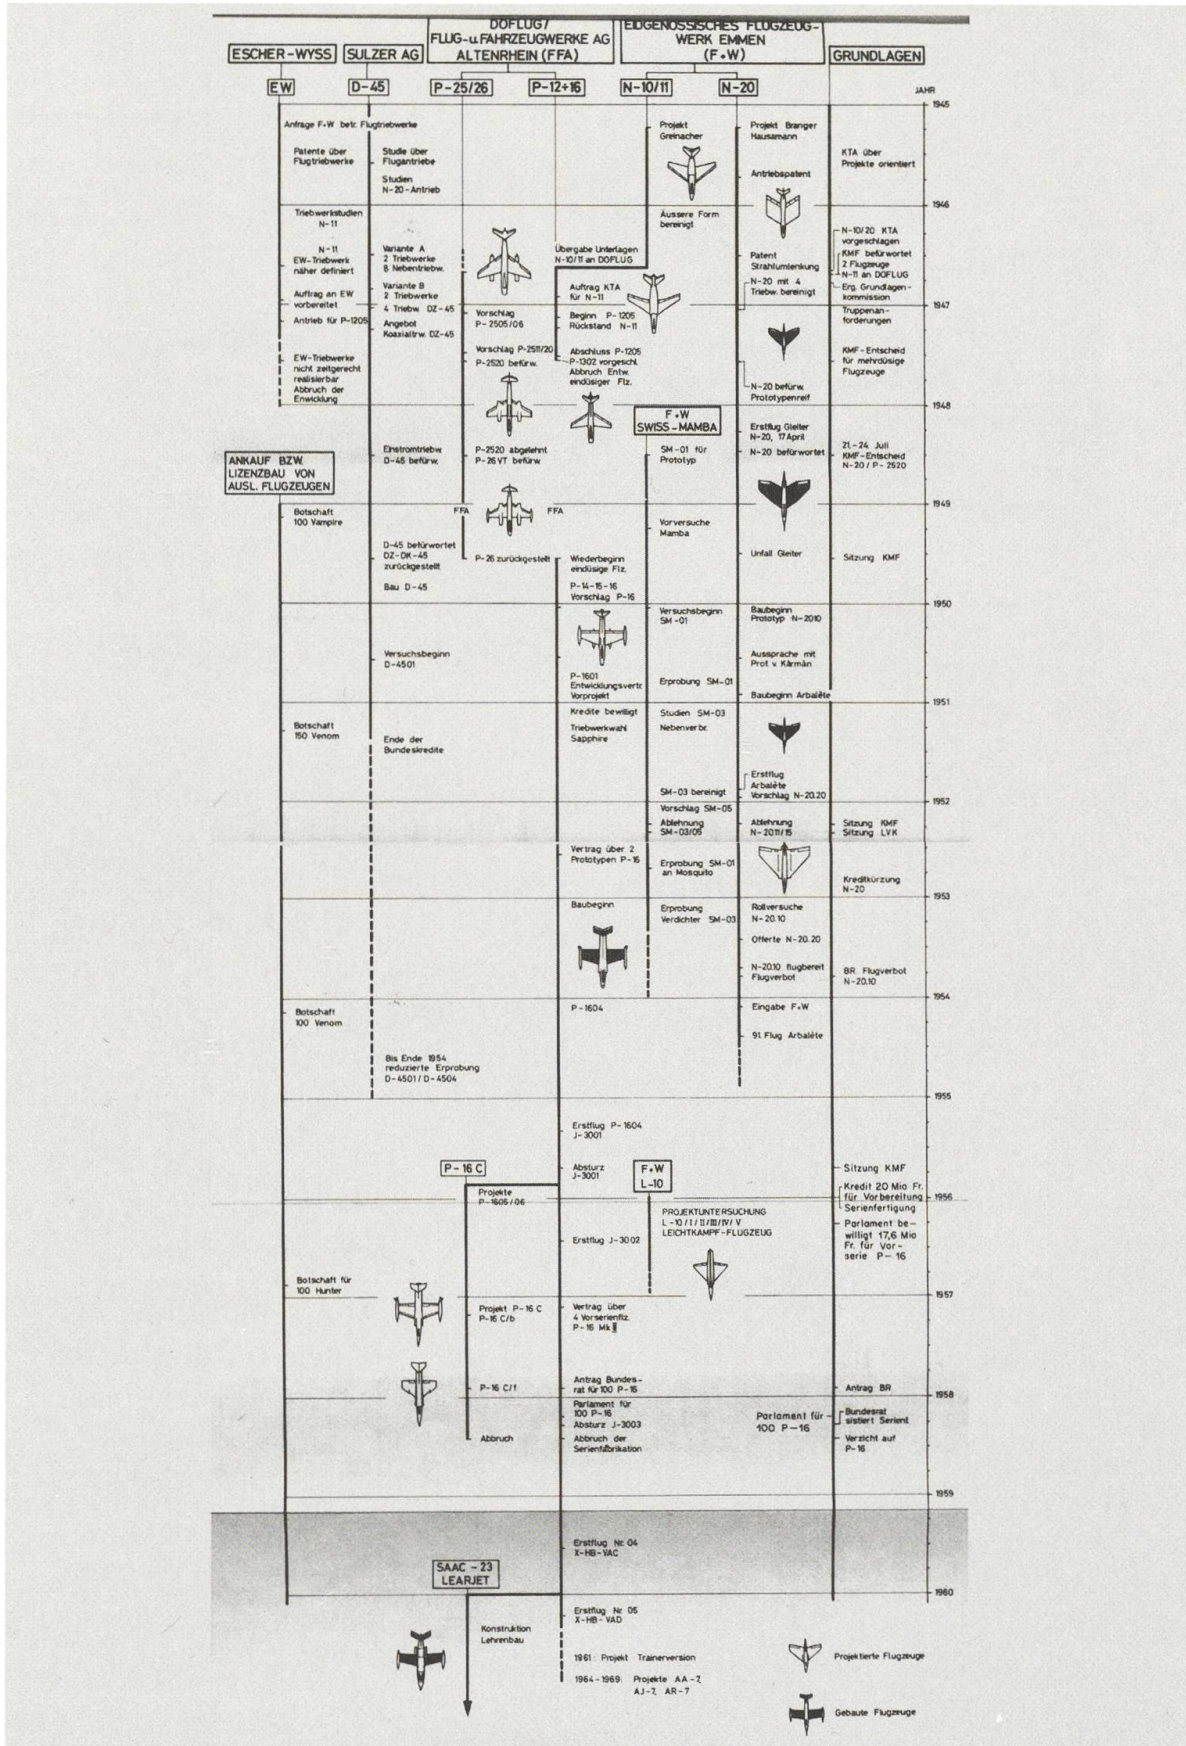 DOFLUG/
FLUG-u.FAHRZEUGWERKE AG
ALTENRHEIN (FFA)
EIDGENÖSSISCHES FLUGZEUG-
WERK EMMEN
(F+W)
ESCHER-WYSS
SULZER AG
GRUNDLAGEN
EW
D-45
P-25/26
P-12÷16
N-10/11
N-20
JAHR
1945
1946
1947
1948
1949
1950
1951
1952
1953
1954
1955
1956
1957
1958
1959
1960
Anfrage F+W betr. Flugtriebwerke
Patente über
Flugtriebwerke
Triebwerkstudien
N-11
N-11
EW-Triebwerk
näher definiert
Auftrag an EW
vorbereitet
Antrieb für P-1205
EW-Triebwerke
nicht zeitgerecht
realisierbar
Abbruch der
Enwicklung
ANKAUF BZW.
LIZENZBAU VON
AUSL. FLUGZEUGEN
Botschaft
100 Vampire
Botschaft
150 Venom
Botschaft
100 Venom
Botschaft für
100 Hunter
Studie über
Flugantriebe
Studien
N-20-Antrieb
Variante A
2 Triebwerke
8 Nebentriebw.
Variante B
2 Triebwerke
4 Triebw. DZ-45
Angebot
Koaxialtrw. DZ-45
Einstromtriebw.
D-45 befürw.
D-45 befürwortet
DZ-DK-45
zurückgestellt
Bau D-45
Versuchsbeginn
D-4501
Ende der
Bundeskredite
Bis Ende 1954
reduzierte Erprobung
D-4501/D-4504
Vorschlag
P-2505/06
Vorschlag P-2511/20
P-2520 befürw.
P-2520 abgelehnt
P-26 VT befürw.
FFA
FFA
P-26 zurückgestellt
P-16 C
Projekte
P-1605/06
Projekt P-16 C
P-16 C/b
P-16 C/f
Abbruch
SAAC-23
LEARJET
Konstruktion
Lehrenbau
Übergabe Unterlagen
N-10/11 an DOFLUG
Auftrag KTA
für N-11
Beginn P-1205
Rückstand N-11
Abschluss P-1205
P-1302 vorgeschl.
Abbruch Entw.
eindüsiger Flz.
Wiederbeginn
eindüsige Flz.
P-14-15-16
Vorschlag P-16
P-1601
Entwicklungsvertr.
Vorprojekt
Kredite bewilligt
Triebwerkwahl
Sapphire
Vertrag über 2
Prototypen P-16
Baubeginn
P-1604
Erstflug P-1604
J-3001
Absturz
J-3001
Erstflug J-3002
Vertrag über
4 Vorserienflz.
P-16 Mk II
Antrag Bundes-
rat für 100 P-16
Parlament für
100 P-16
Absturz J-3003
Abbruch der
Serienfabrikation
Erstflug Nr. 04
X-HB-VAC
Erstflug Nr. 05
X-HB-VAD
1961: Projekt Trainerversion
1964-1969: Projekte AA-7,
AJ-7, AR-7
Projekt
Greinacher
Äussere Form
bereinigt
F+W
SWISS-MAMBA
SM-01 für
Prototyp
Vorversuche
Mamba
Versuchsbeginn
SM-01
Erprobung SM-01
Studien SM-03
Nebenverbr.
SM-03 bereinigt
Vorschlag SM-05
Ablehnung
SM-03/05
Erprobung SM-01
an Mosquito
Erprobung
Verdichter SM-03
F+W
L-10
PROJEKTUNTERSUCHUNG
L-10/I/II/III/IV/V
LEICHTKAMPF-FLUGZEUG
Projekt Branger
Hausamann
Antriebspatent
Patent
Strahlumlenkung
N-20 mit 4
Triebw. bereinigt
N-20 befürw.
Prototypenreif
Erstflug Gleiter
N-20, 17.April
N-20 befürwortet
Unfall Gleiter
Baubeginn
Prototyp N-2010
Aussprache mit
Prof. v. Kàrmàn
Baubeginn Arbalète
Erstflug
Arbalète
Vorschlag N-20.20
Ablehnung
N-2011/15
Rollversuche
N-20.10
Offerte N-20.20
N-20.10 flugbereit
Flugverbot
Eingabe F+W
91. Flug Arbalète
KTA über
Projekte orientiert
N-10/20 KTA
vorgeschlagen
KMF befürwortet
2 Flugzeuge
N-11 an DOFLUG
Erg. Grundlagen-
kommission
Truppenan-
forderungen
KMF-Entscheid
für mehrdüsige
Flugzeuge
21.-24. Juli
KMF-Entscheid
N-20/P-2520
Sitzung KMF
Sitzung KMF
Sitzung LVK
Kreditkürzung
N-20
BR. Flugverbot
N-20.10
Sitzung KMF
Kredit 20 Mio Fr.
für Vorbereitung
Serienfertigung
Parlament be-
willigt 17,6 Mio
Fr. für Vor-
serie P-16
Antrag BR
Parlament für
100 P-16
Bundesrat
sistiert Serient
Verzicht auf
P-16
Projektierte Flugzeuge
Gebaute Flugzeuge